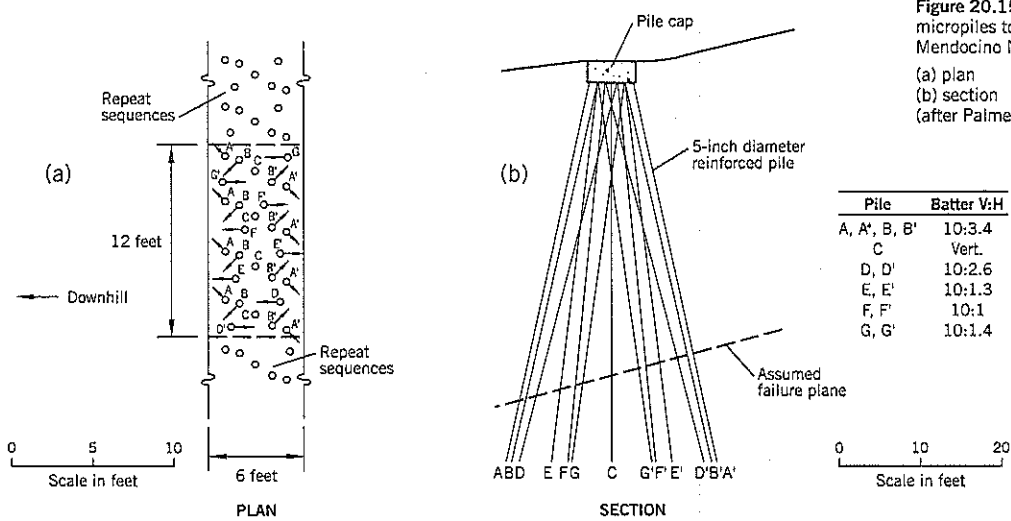 Figure 20.15
micropiles to
Mendocino N
(a) plan
(b) section
(after Palme
(a)
Repeat
sequences
A
B
C
G
G'
B'
A'
A
B
F'
C
B'
F
A'
A
B
C
E'
E
B'
A'
A
B
D
C
B'
D'
A'
12 feet
Downhill
Repeat
sequences
0 5 10
Scale in feet
6 feet
PLAN
(b)
Pile cap
5-inch diameter
reinforced pile
Assumed
failure plane
A B D E F G C G' F' E' D' B' A'
SECTION
Pile Batter V:H
A, A', B, B' 10:3.4
C Vert.
D, D' 10:2.6
E, E' 10:1.3
F, F' 10:1
G, G' 10:1.4
0 10 20
Scale in feet